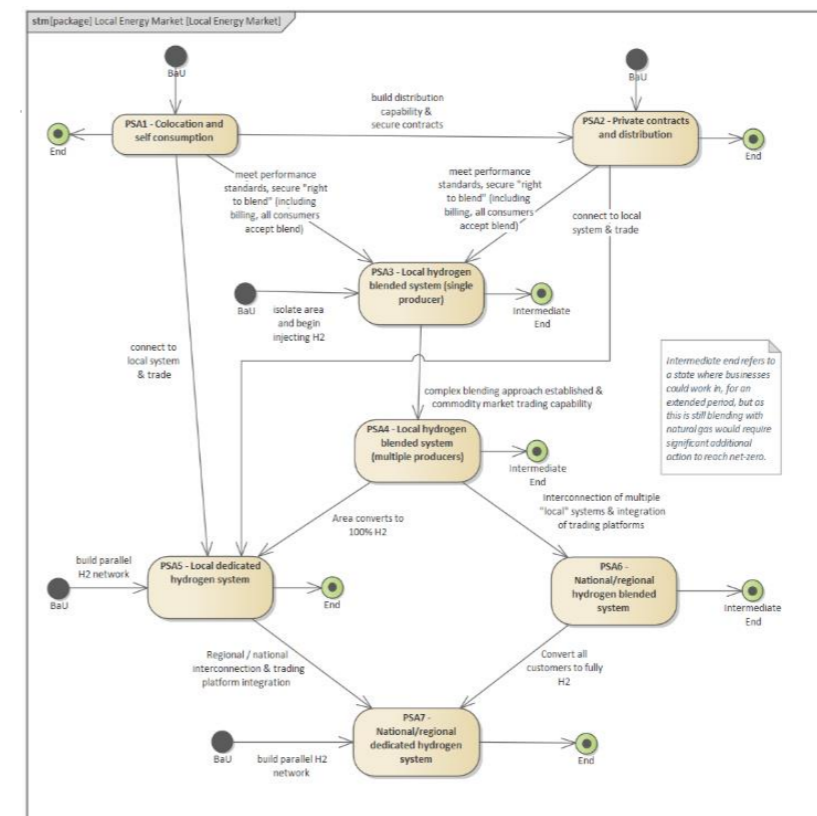 stm [package] Local Energy Market [Local Energy Market]
BaU
BaU
build distribution
capability &
secure contracts
PSA1 - Colocation and
self consumption
PSA2 - Private contracts
and distribution
End
End
meet performance
standards, secure "right
to blend" (including
billing, all consumers
accept blend)
meet performance
standards, secure "right
to blend" (including
billing, all consumers
accept blend)
connect to local
system & trade
PSA3 - Local hydrogen
blended system (single
producer)
BaU
isolate area
and begin
injecting H2
Intermediate
End
connect to
local system
& trade
Intermediate end refers to
a state where businesses
could work in, for an
extended period, but as
this is still blending with
natural gas would require
significant additional
action to reach net-zero.
complex blending approach established &
commodity market trading capability
PSA4 - Local hydrogen
blended system
(multiple producers)
Intermediate
End
Interconnection of multiple
"local" systems & integration
of trading platforms
Area converts to
100% H2
build parallel
H2 network
BaU
PSA5 - Local dedicated
hydrogen system
End
PSA6 -
National/regional
hydrogen blended
system
Intermediate
End
Regional / national
interconnection & trading
platform integration
Convert all
customers to fully
H2
PSA7 -
National/regional
dedicated hydrogen
system
BaU
build parallel H2
network
End